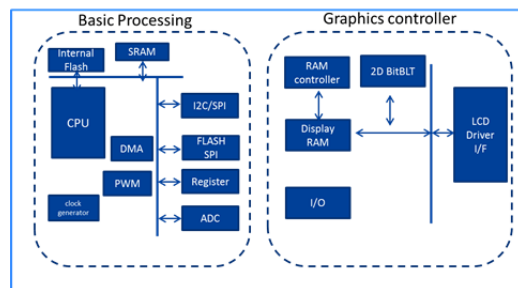 Basic Processing
Internal
Flash
SRAM
CPU
I2C/SPI
DMA
FLASH
SPI
PWM
Register
clock
generator
ADC
Graphics controller
RAM
controller
2D BitBLT
Display
RAM
LCD
Driver
I/F
I/O